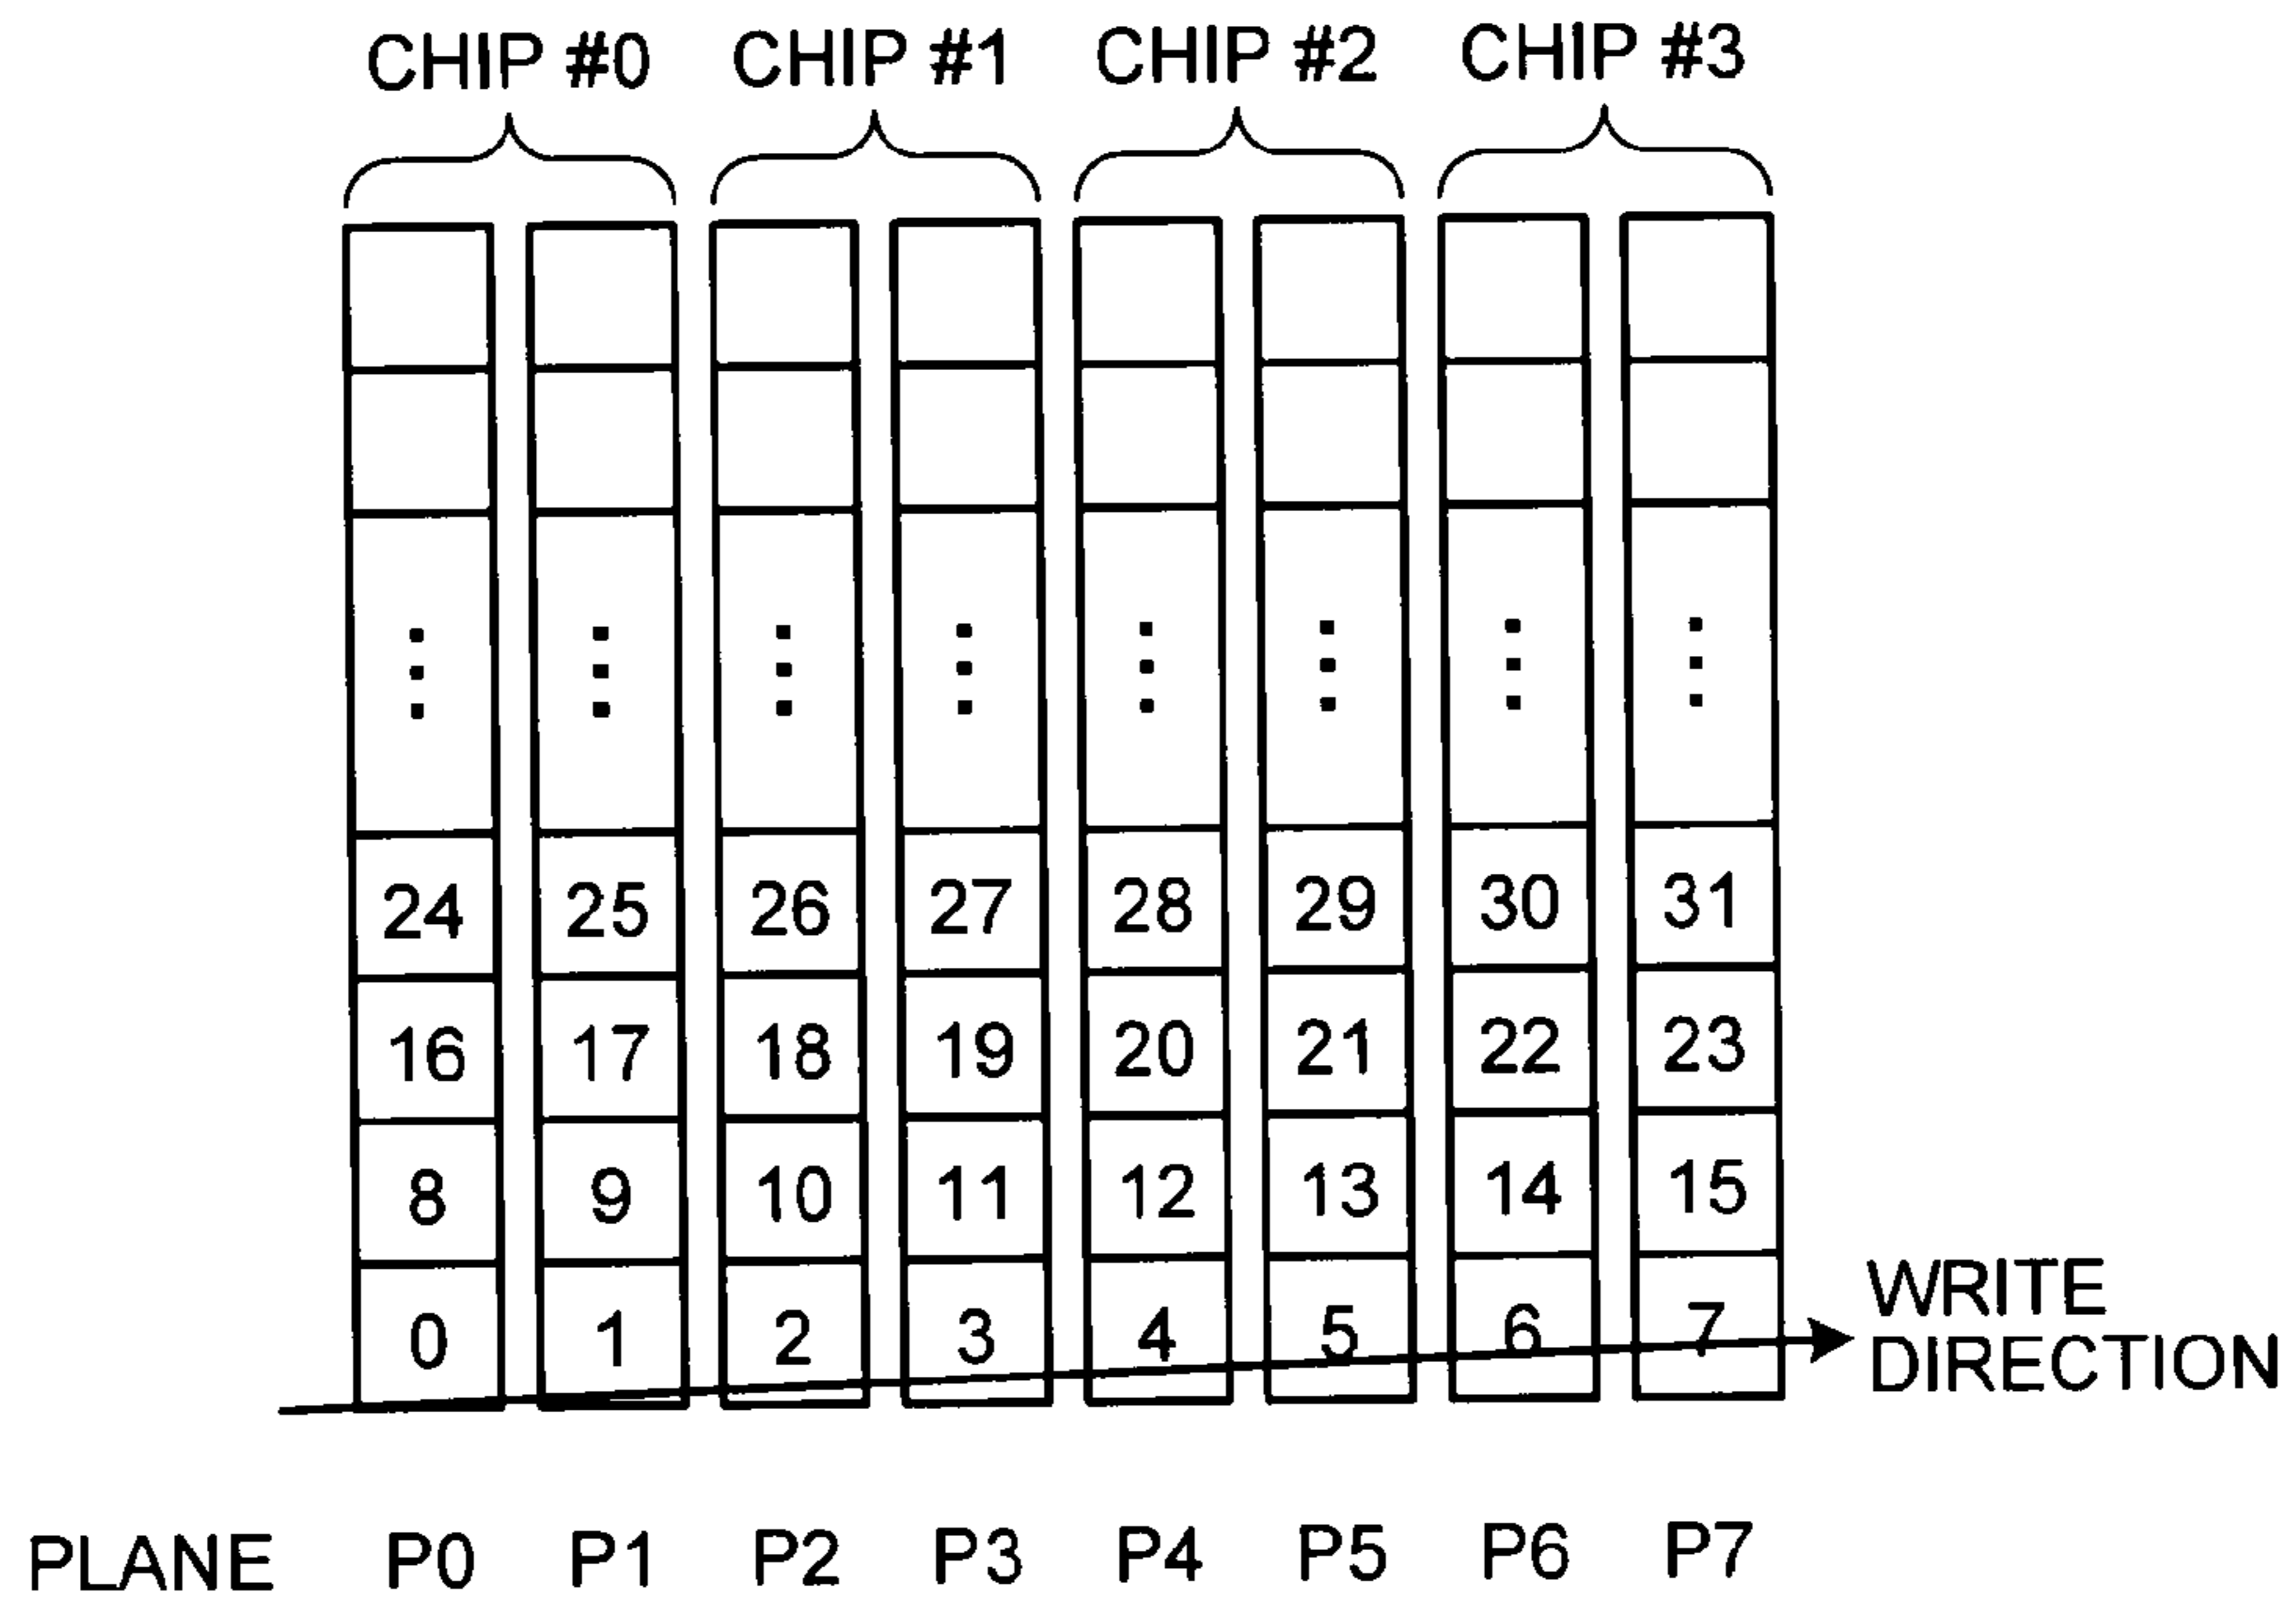 CHIP #0 CHIP #1 CHIP #2 CHIP #3
24 25 26 27 28 29 30 31
16 17 18 19 20 21 22 23
8 9 10 11 12 13 14 15
0 1 2 3 4 5 6 7
WRITE
DIRECTION
PLANE P0 P1 P2 P3 P4 P5 P6 P7